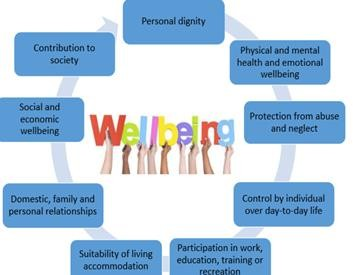 Personal dignity
Physical and mental
health and emotional
wellbeing
Protection from abuse
and neglect
Control by individual
over day-to-day life
Participation in work,
education, training or
recreation
Suitability of living
accommodation
Domestic, family and
personal relationships
Social and
economic
wellbeing
Contribution to
society
Wellbeing